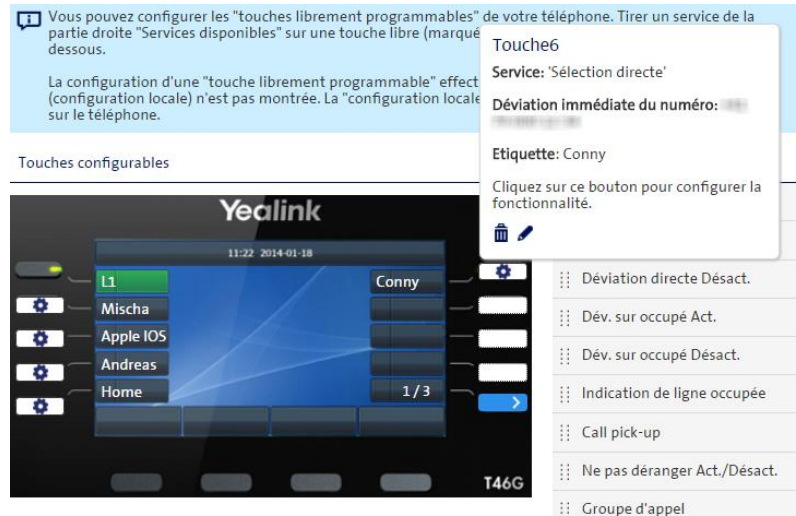 Vous pouvez configurer les "touches librement programmables" de votre téléphone. Tirer un service de la
partie droite "Services disponibles" sur une touche libre (marqué
dessous.
La configuration d'une "touche librement programmable" effect
(configuration locale) n'est pas montrée. La "configuration locale
sur le téléphone.
Touche6
Service: 'Sélection directe'
Déviation immédiate du numéro:
Etiquette: Conny
Cliquez sur ce bouton pour configurer la
fonctionnalité.
Touches configurables
Yealink
11:22 2014-01-18
L1
Conny
Mischa
Apple IOS
Andreas
Home
1/3
T46G
Déviation directe Désact.
Dév. sur occupé Act.
Dév. sur occupé Désact.
Indication de ligne occupée
Call pick-up
Ne pas déranger Act./Désact.
Groupe d'appel